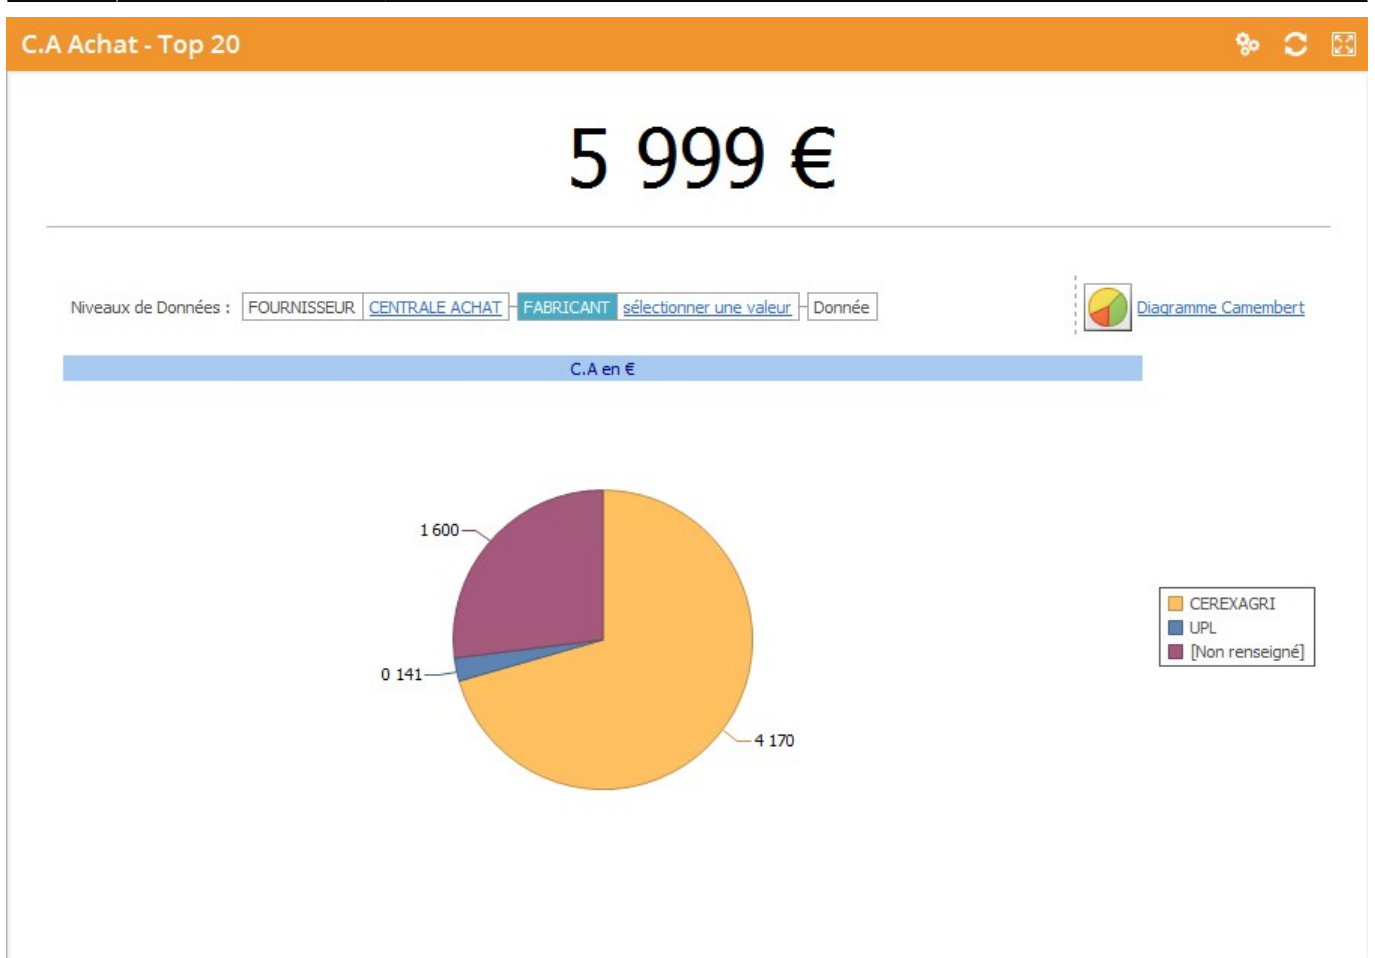 C.A Achat - Top 20
5 999 €
Niveaux de Données : FOURNISSEUR CENTRALE ACHAT FABRICANT sélectionner une valeur Donnée Diagramme Camembert
C.A en €
1 600
0 141
4 170
CEREXAGRI
UPL
[Non renseigné]